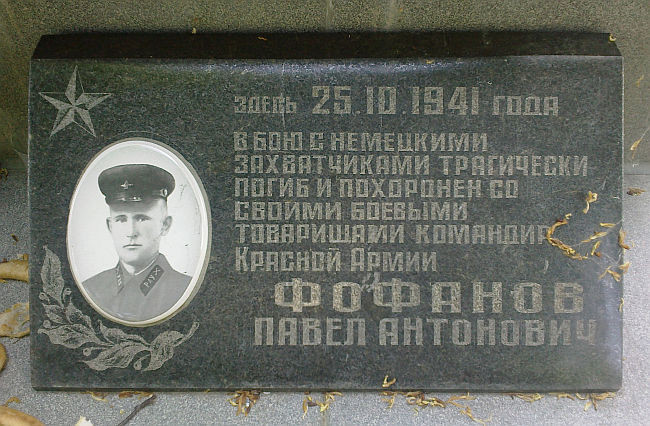 Здесь 25.10.1941 года
в бою с немецкими
захватчиками трагически
погиб и похоронен со
своими боевыми
товарищами командир
Красной Армии
ФОФАНОВ
ПАВЕЛ АНТОНОВИЧ